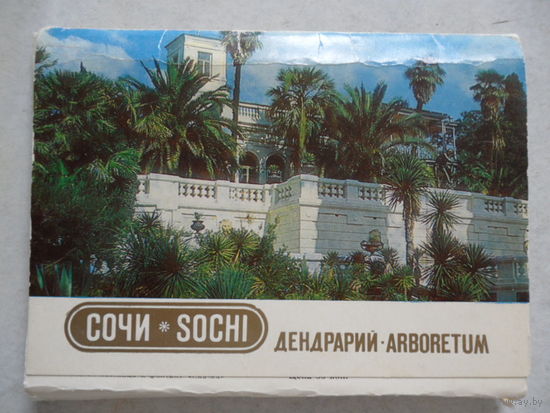 СОЧИ * SOCHI
ДЕНДРАРИЙ · ARBORETUM